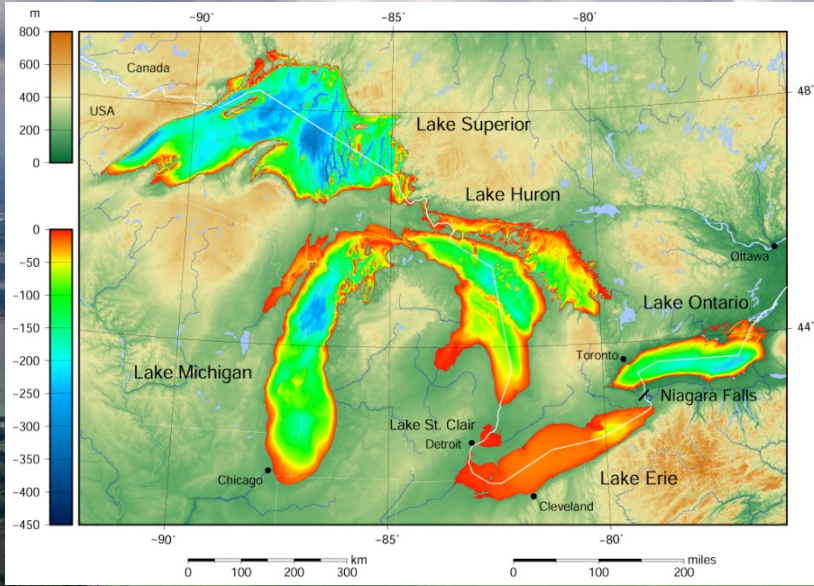 m
-90°
-85°
-80°
800
600
400
200
0
Canada
USA
48°
Lake Superior
Lake Huron
0
-50
-100
-150
-200
-250
-300
-350
-400
-450
Ottawa
Lake Ontario
44°
Toronto
Lake Michigan
Niagara Falls
Lake St. Clair
Detroit
Chicago
Lake Erie
Cleveland
-90°
-85°
-80°
km
miles
0 100 200 300
0 100 200